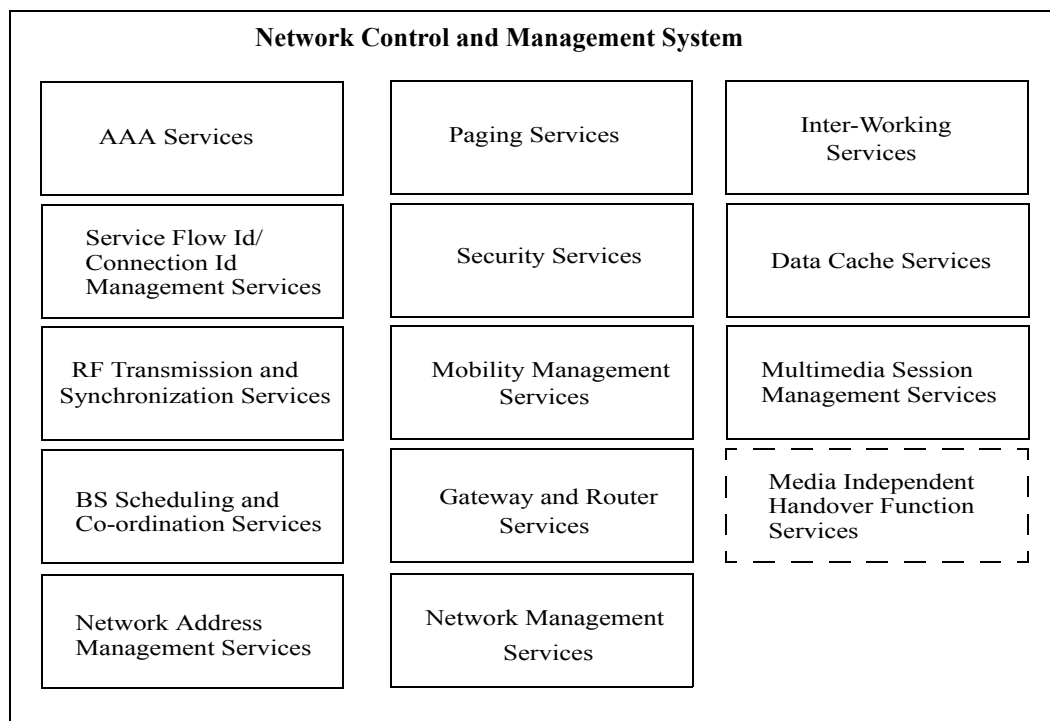 Network Control and Management System
AAA Services
Paging Services
Inter-Working
Services
Service Flow Id/
Connection Id
Management Services
Security Services
Data Cache Services
RF Transmission and
Synchronization Services
Mobility Management
Services
Multimedia Session
Management Services
BS Scheduling and
Co-ordination Services
Gateway and Router
Services
Media Independent
Handover Function
Services
Network Address
Management Services
Network Management
Services